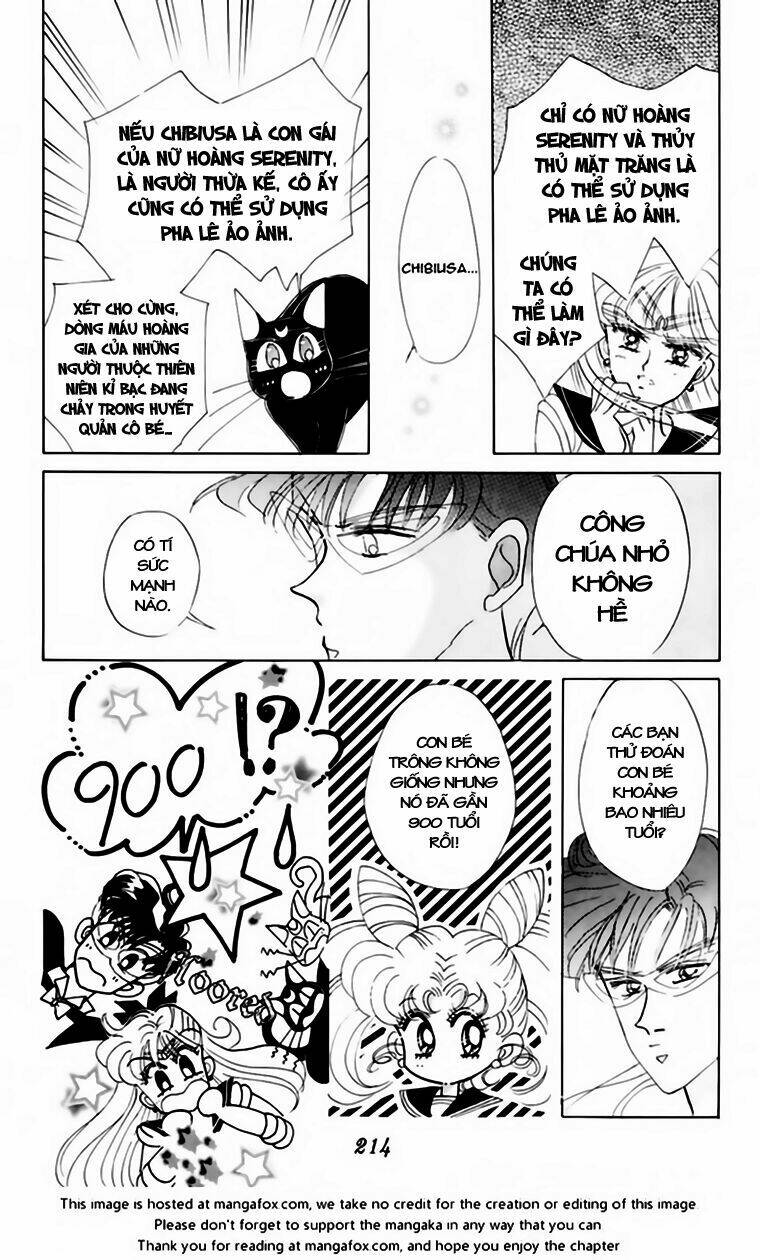 CHỈ CÓ NỮ HOÀNG
SERENITY VÀ THỦY
THỦ MẶT TRĂNG LÀ
CÓ THỂ SỬ DỤNG
PHA LÊ ẢO ẢNH.
CHÚNG
TA CÓ
THỂ LÀM
GÌ ĐÂY?
CHIBIUSA...
NẾU CHIBIUSA LÀ CON GÁI
CỦA NỮ HOÀNG SERENITY,
LÀ NGƯỜI THỪA KẾ, CÔ ẤY
CŨNG CÓ THỂ SỬ DỤNG
PHA LÊ ẢO ẢNH.
XÉT CHO CÙNG,
DÒNG MÁU HOÀNG
GIA CỦA NHỮNG
NGƯỜI THUỘC THIÊN
NIÊN KỈ BẠC ĐANG
CHẢY TRONG HUYẾT
QUẢN CÔ BÉ...
CÔNG
CHÚA NHỎ
KHÔNG
HỀ
CÓ TÍ
SỨC
MẠNH
NÀO.
CÁC BẠN
THỬ ĐOÁN
CON BÉ
KHOẢNG
BAO NHIÊU
TUỔI?
CON BÉ
TRÔNG KHÔNG
GIỐNG NHƯNG
NÓ ĐÃ GẦN
900 TUỔI
RỒI!
900!?
214
This image is hosted at mangafox.com, we take no credit for the creation or editing of this image
Please don't forget to support the mangaka in any way that you can
Thank you for reading at mangafox.com, and hope you enjoy the chapter